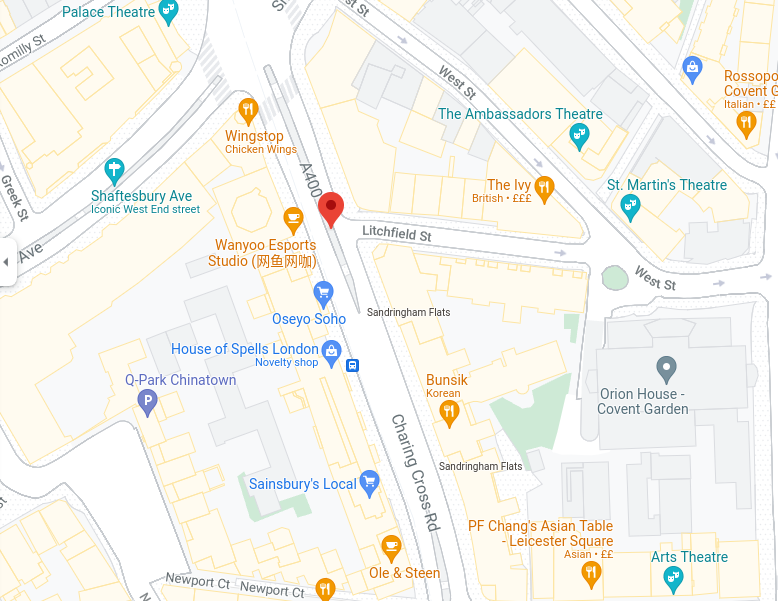 Palace Theatre
est St
Romilly St
West St
Rossopo
Covent G
Italian • ££
The Ambassadors Theatre
Wingstop
Chicken Wings
A400
Greek St
Shaftesbury Ave
Iconic West End street
The Ivy
British • £££
St. Martin's Theatre
Ave
Wanyoo Esports
Studio (网鱼网咖)
Litchfield St
West St
Oseyo Soho
Sandringham Flats
House of Spells London
Novelty shop
Q-Park Chinatown
P
Bunsik
Korean
Orion House -
Covent Garden
Charing Cross Rd
Sandringham Flats
Sainsbury's Local
PF Chang's Asian Table
- Leicester Square
Asian • ££
Arts Theatre
Ole & Steen
Newport Ct
Newport Ct